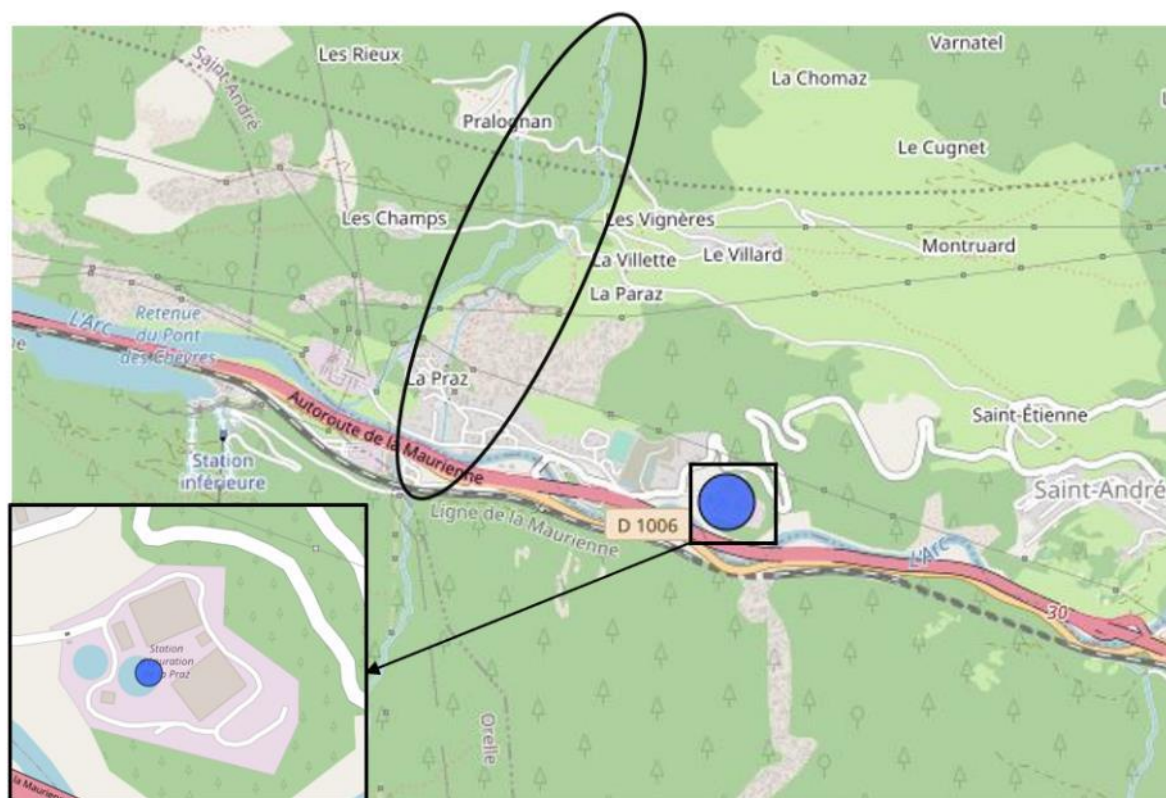 Les Rieux
Varnatel
La Chomaz
Saint-André
Pralognan
Le Cugnet
Les Champs
Les Vignères
Montruard
La Villette
Le Villard
La Paraz
L'Arc
Retenue
du Pont
des Chèvres
La Praz
Autoroute de la Maurienne
Saint-Étienne
Station
inférieure
Saint-André
Ligne de la Maurienne
D 1006
L'Arc
30
Orelle
Station
la Maurienne